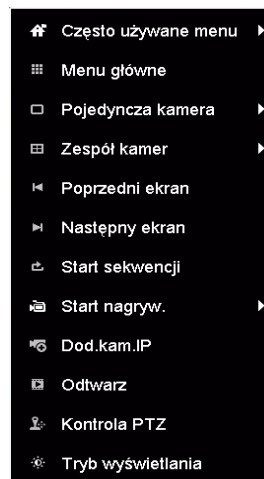 Często używane menu
Menu główne
Pojedyncza kamera
Zespół kamer
Poprzedni ekran
Następny ekran
Start sekwencji
Start nagryw.
Dod.kam.IP
Odtwarz
Kontrola PTZ
Tryb wyświetlania